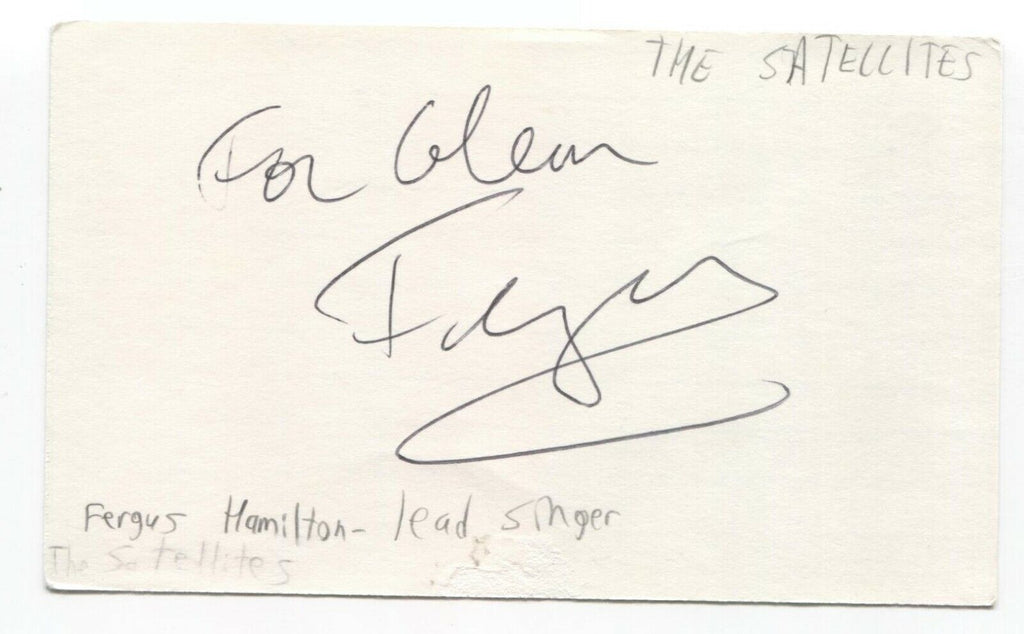 THE SATELLITES
For Glenn
Fergus
Fergus Hamilton- lead singer
The Satellites